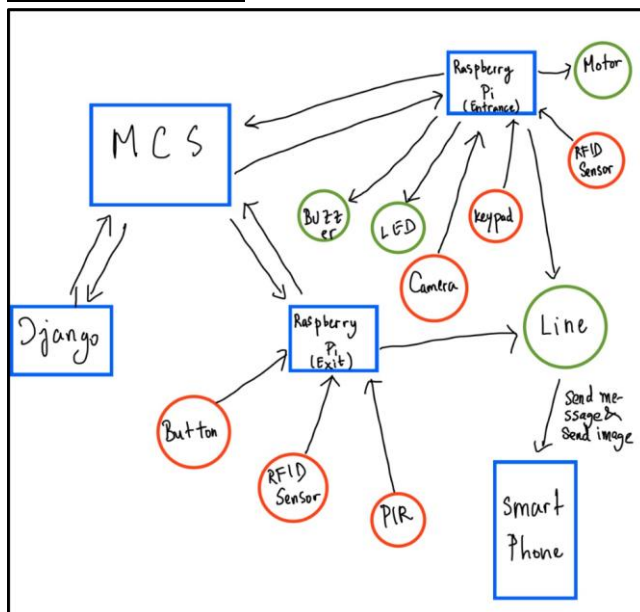 Raspberry
Pi
(Entrance)
Motor
MCS
RFID
Sensor
BUZZ
er
LED
Keypad
Camera
Django
Raspberry
Pi
(Exit)
Line
Button
RFID
Sensor
PIR
Send me-
ssage &
Send image
Smart
Phone